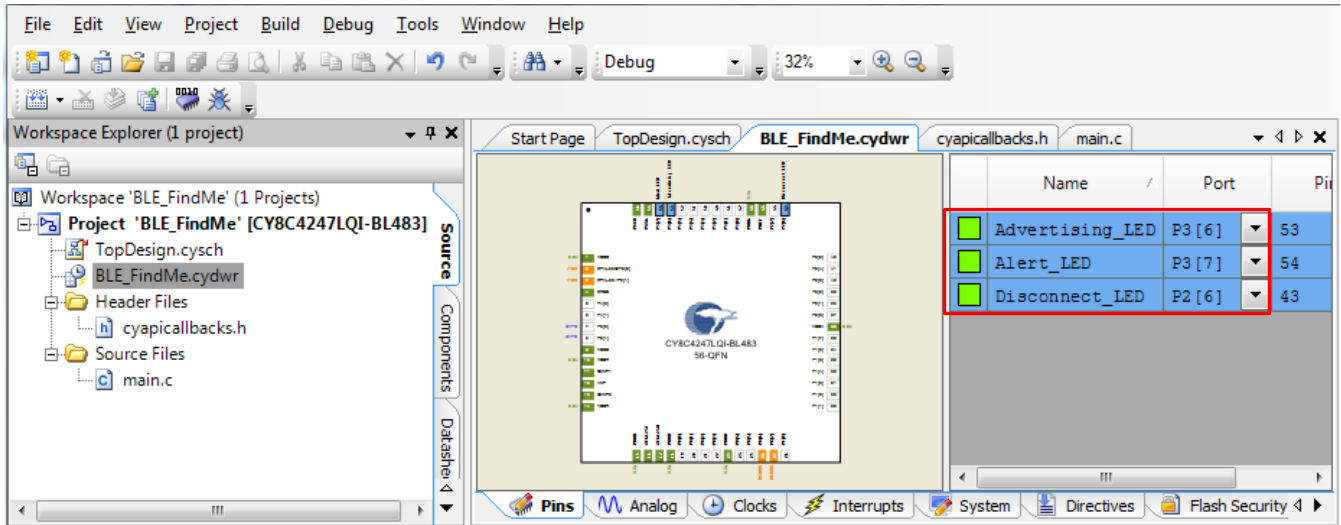 File Edit View Project Build Debug Tools Window Help
Debug 32%
Workspace Explorer (1 project)
Workspace 'BLE_FindMe' (1 Projects)
Project 'BLE_FindMe' [CY8C4247LQI-BL483]
TopDesign.cysch
BLE_FindMe.cydwr
Header Files
cyapicallbacks.h
Source Files
main.c
Source
Components
Start Page TopDesign.cysch BLE_FindMe.cydwr cyapicallbacks.h main.c
CY8C4247LQI-BL483
56-QFN
Name / Port
Advertising_LED P3[6] 53
Alert_LED P3[7] 54
Disconnect_LED P2[6] 43
Pins Analog Clocks Interrupts System Directives Flash Security